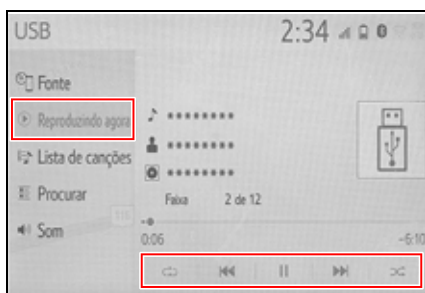 USB 2:34
Fonte
Reproduzindo agora
Lista de canções
Procurar
Faixa 2 de 12
Som
0:06 -6:10